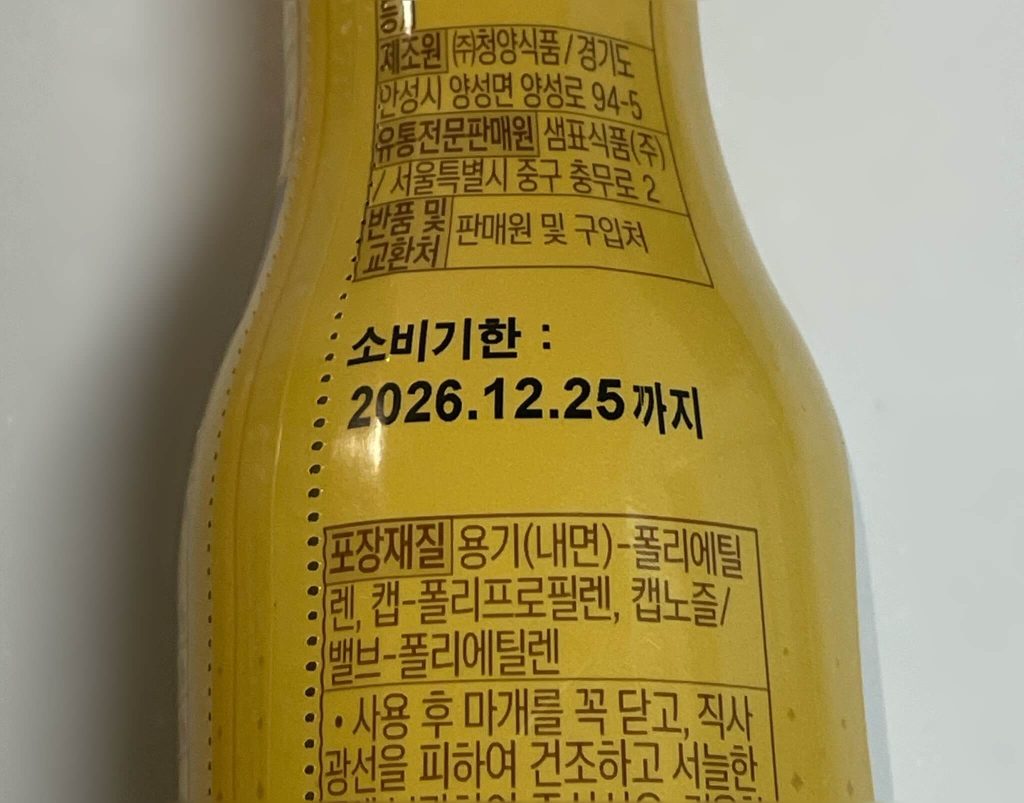 등)
제조원 ㈜청양식품 / 경기도
안성시 양성면 양성로 94-5
유통전문판매원 샘표식품(주)
/ 서울특별시 중구 충무로 2
반품 및 교환처 판매원 및 구입처
소비기한 :
2026.12.25까지
포장재질 용기(내면)-폴리에틸
렌, 캡-폴리프로필렌, 캡노즐/
밸브-폴리에틸렌
• 사용 후 마개를 꼭 닫고, 직사
광선을 피하여 건조하고 서늘한